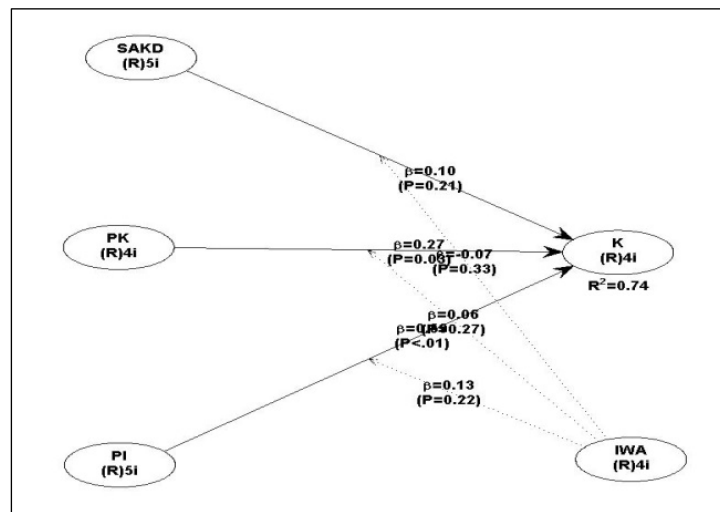 SAKD
(R)5i
β=0.10
(P=0.21)
PK
(R)4i
β=0.27
(P=0.03)
β=-0.07
(P=0.33)
K
(R)4i
R²=0.74
β=0.06
(P=0.27)
(P<.01)
β=0.13
(P=0.22)
PI
(R)5i
IWA
(R)4i